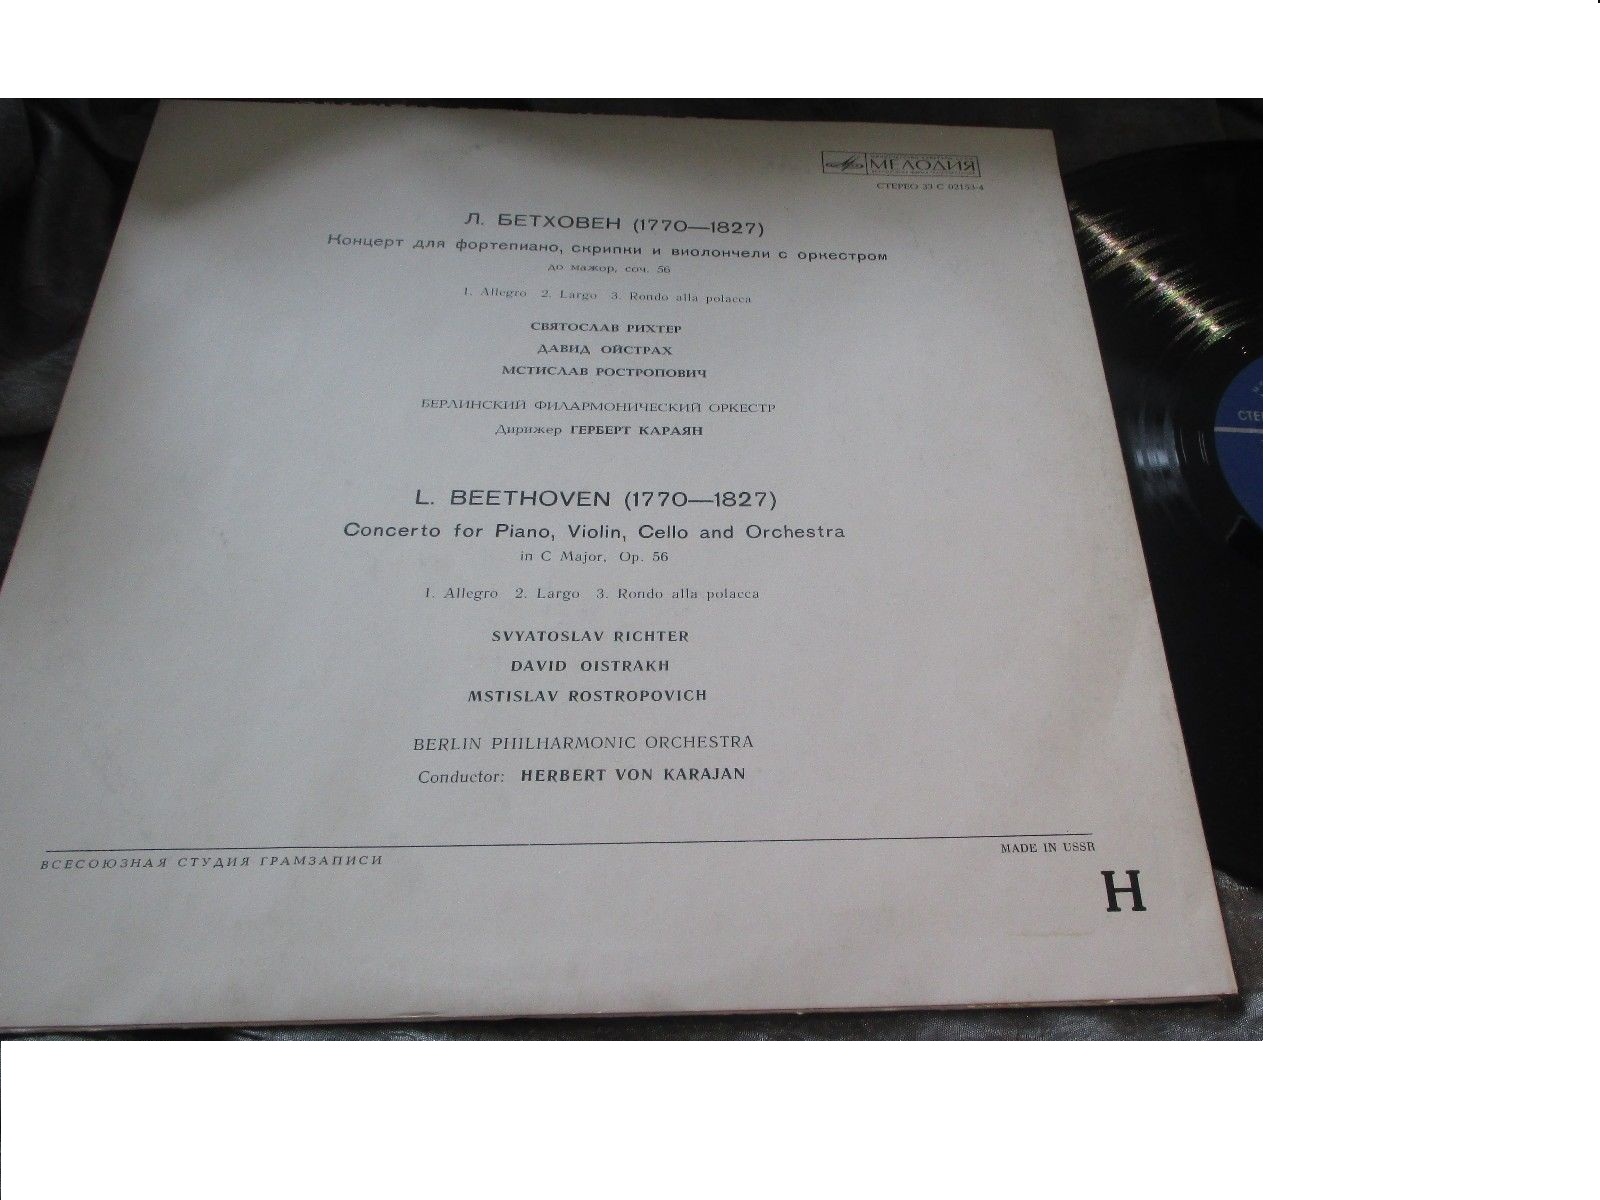 МЕЛОДИЯ
СТЕРЕО 33 С 02153-4
Л. БЕТХОВЕН (1770—1827)
Концерт для фортепиано, скрипки и виолончели с оркестром
до мажор, соч. 56
1. Allegro 2. Largo 3. Rondo alla polacca
СВЯТОСЛАВ РИХТЕР
ДАВИД ОЙСТРАХ
МСТИСЛАВ РОСТРОПОВИЧ
БЕРЛИНСКИЙ ФИЛАРМОНИЧЕСКИЙ ОРКЕСТР
Дирижер ГЕРБЕРТ КАРАЯН
L. BEETHOVEN (1770—1827)
Concerto for Piano, Violin, Cello and Orchestra
in C Major, Op. 56
1. Allegro 2. Largo 3. Rondo alla polacca
SVYATOSLAV RICHTER
DAVID OISTRAKH
MSTISLAV ROSTROPOVICH
BERLIN PHILHARMONIC ORCHESTRA
Conductor: HERBERT VON KARAJAN
ВСЕСОЮЗНАЯ СТУДИЯ ГРАМЗАПИСИ
MADE IN USSR
Н